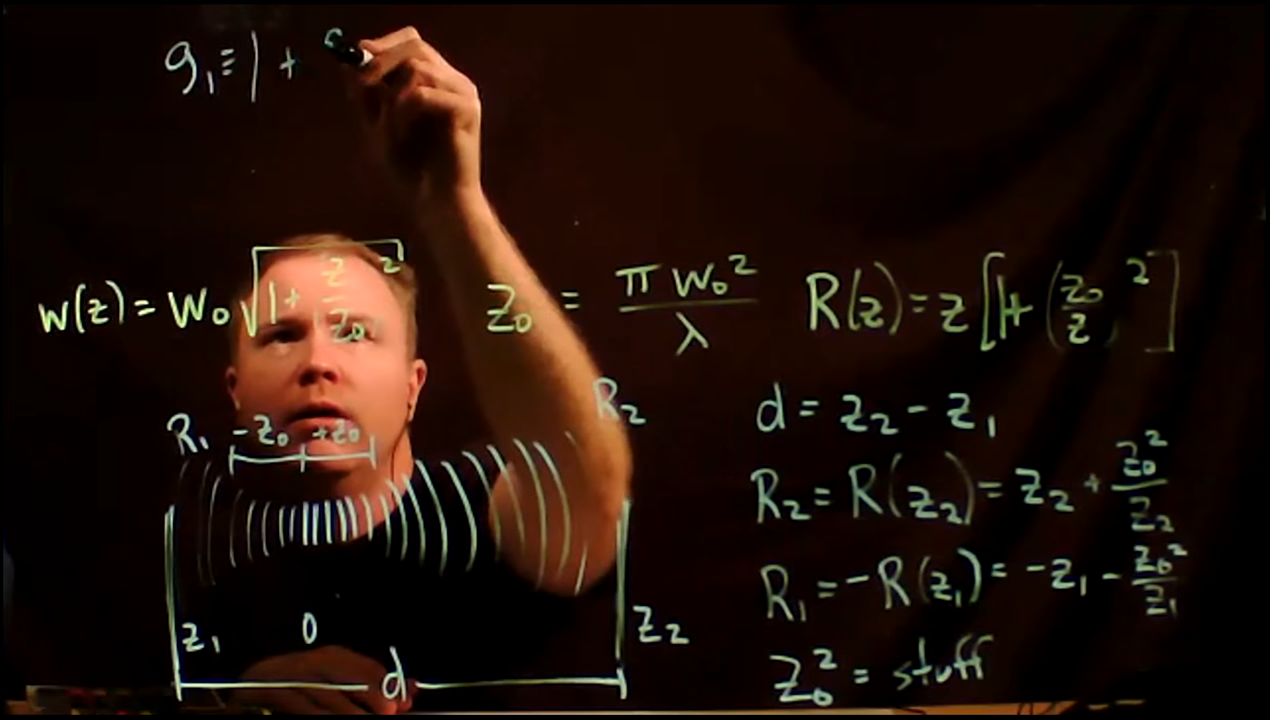 g₁ ≡ 1 +
w(z) = w₀ √(1 + z/z₀ ²)
z₀ = πw₀²/λ
R(z) = z [1 + (z₀/z)²]
d = z₂ - z₁
R₂ = R(z₂) = z₂ + z₀²/z₂
R₁ = -R(z₁) = -z₁ - z₀²/z₁
z₀² = stuff
R₁ -z₀ +z₀ R₂
z₁ 0 z₂
d